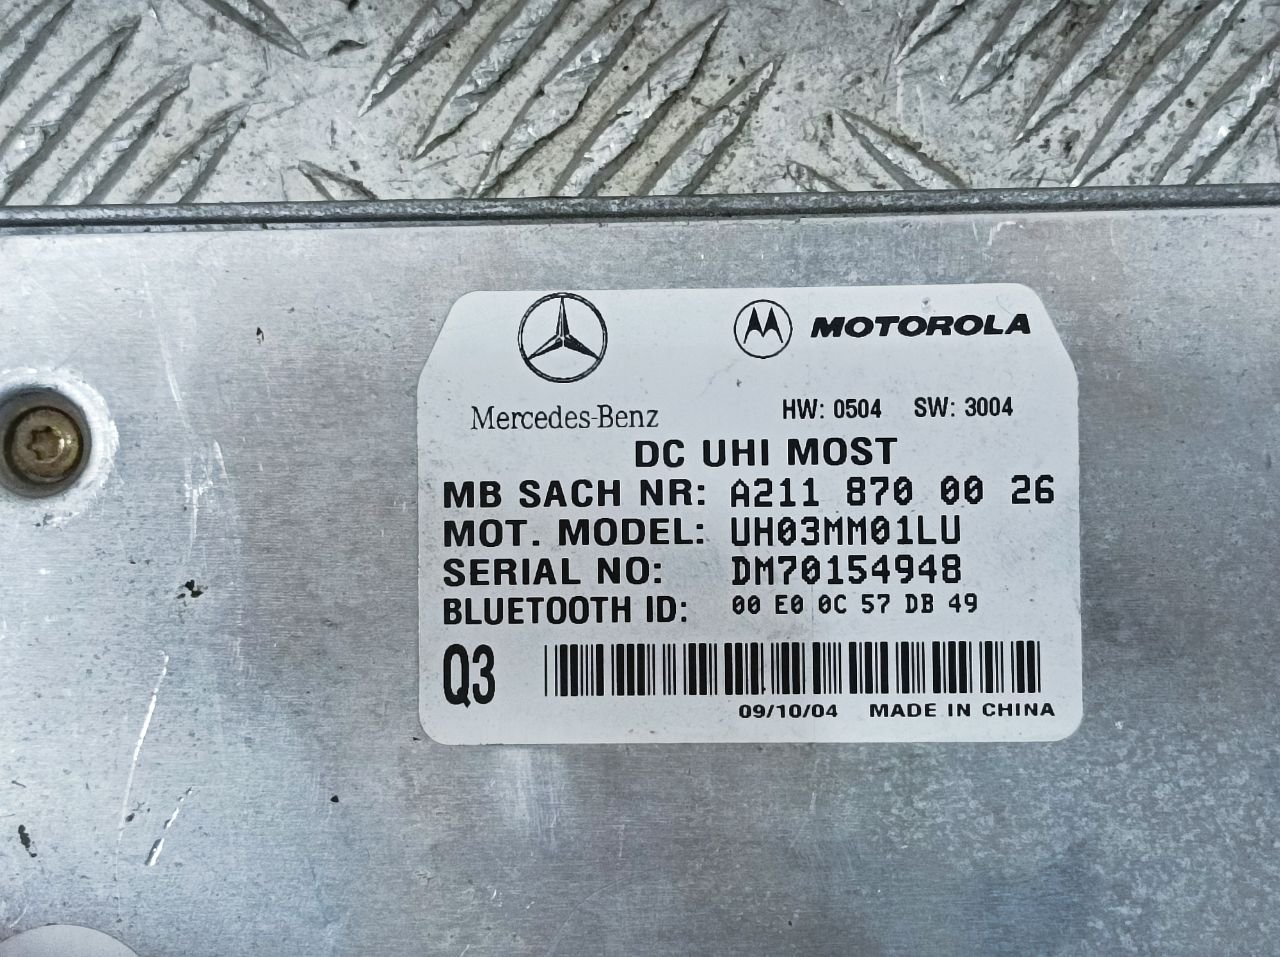 MOTOROLA
Mercedes-Benz
HW: 0504 SW: 3004
DC UHI MOST
MB SACH NR: A211 870 00 26
MOT. MODEL: UH03MM01LU
SERIAL NO: DM70154948
BLUETOOTH ID: 00 E0 0C 57 DB 49
Q3
09/10/04 MADE IN CHINA